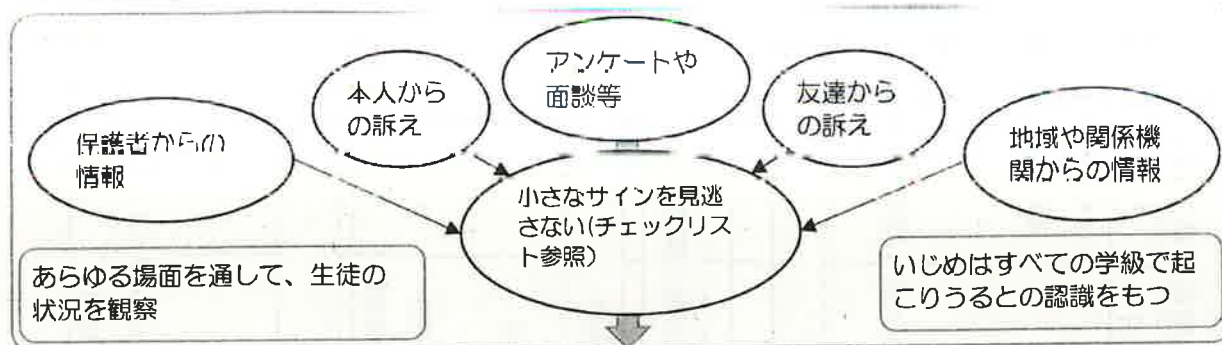 アンケートや
面談等
本人から
の訴え
友達から
の訴え
保護者からの
情報
地域や関係機
関からの情報
小さなサインを見逃
さない(チェックリス
ト参照)
あらゆる場面を通して、生徒の
状況を観察
いじめはすべての学級で起
こりうるとの認識をもつ